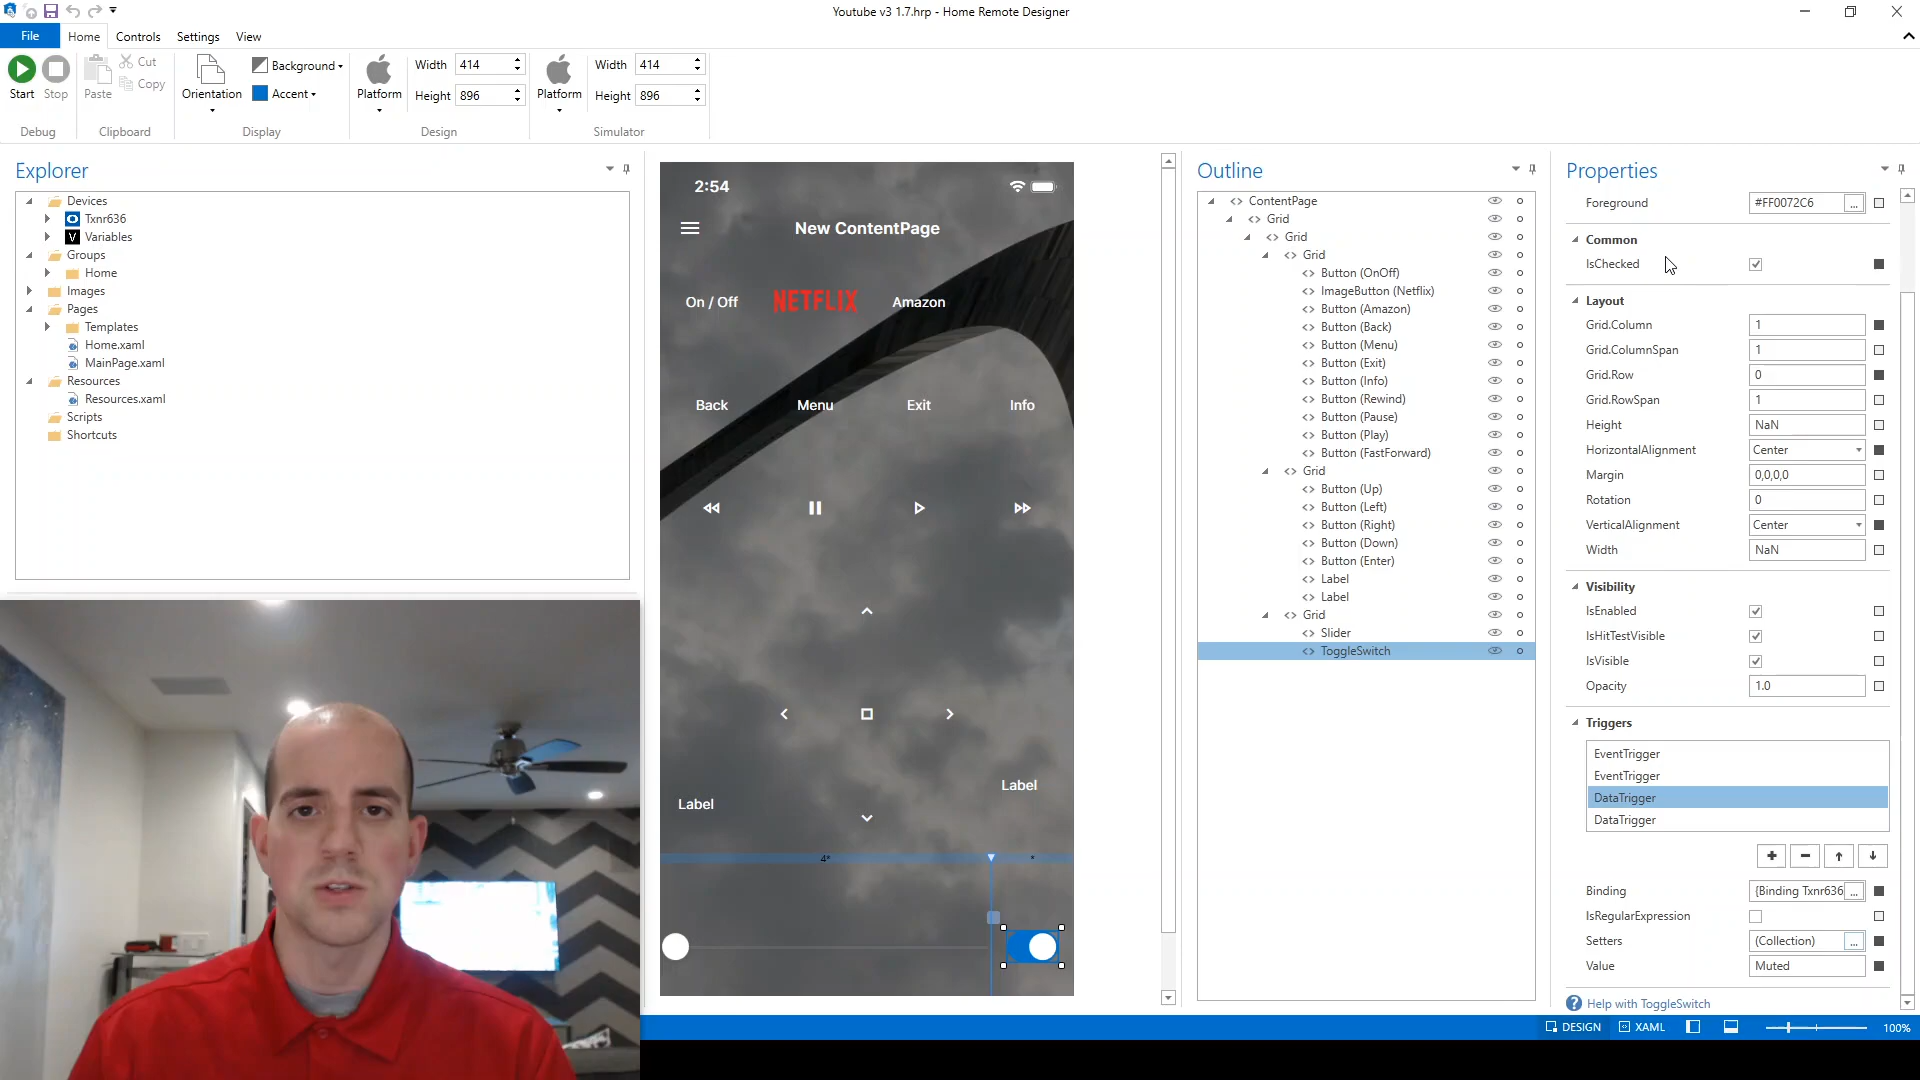 Youtube v3 1.7.hrp - Home Remote Designer
File Home Controls Settings View
Start Stop
Debug
Paste
Cut
Copy
Clipboard
Orientation
Background
Accent
Display
Platform
Width 414
Height 896
Design
Platform
Width 414
Height 896
Simulator
Explorer
Devices
Txnr636
V Variables
Groups
Home
Images
Pages
Templates
Home.xaml
MainPage.xaml
Resources
Resources.xaml
Scripts
Shortcuts
2:54
New ContentPage
On / Off NETFLIX Amazon
Back Menu Exit Info
Label
Label
4*
*
Outline
ContentPage
Grid
Grid
Grid
Button (OnOff)
ImageButton (Netflix)
Button (Amazon)
Button (Back)
Button (Menu)
Button (Exit)
Button (Info)
Button (Rewind)
Button (Pause)
Button (Play)
Button (FastForward)
Grid
Button (Up)
Button (Left)
Button (Right)
Button (Down)
Button (Enter)
Label
Label
Grid
Slider
ToggleSwitch
Properties
Foreground #FF0072C6 ...
Common
IsChecked
Layout
Grid.Column 1
Grid.ColumnSpan 1
Grid.Row 0
Grid.RowSpan 1
Height NaN
HorizontalAlignment Center
Margin 0,0,0,0
Rotation 0
VerticalAlignment Center
Width NaN
Visibility
IsEnabled
IsHitTestVisible
IsVisible
Opacity 1.0
Triggers
EventTrigger
EventTrigger
DataTrigger
DataTrigger
Binding {Binding Txnr636 ...
IsRegularExpression
Setters (Collection) ...
Value Muted
? Help with ToggleSwitch
DESIGN XAML 100%